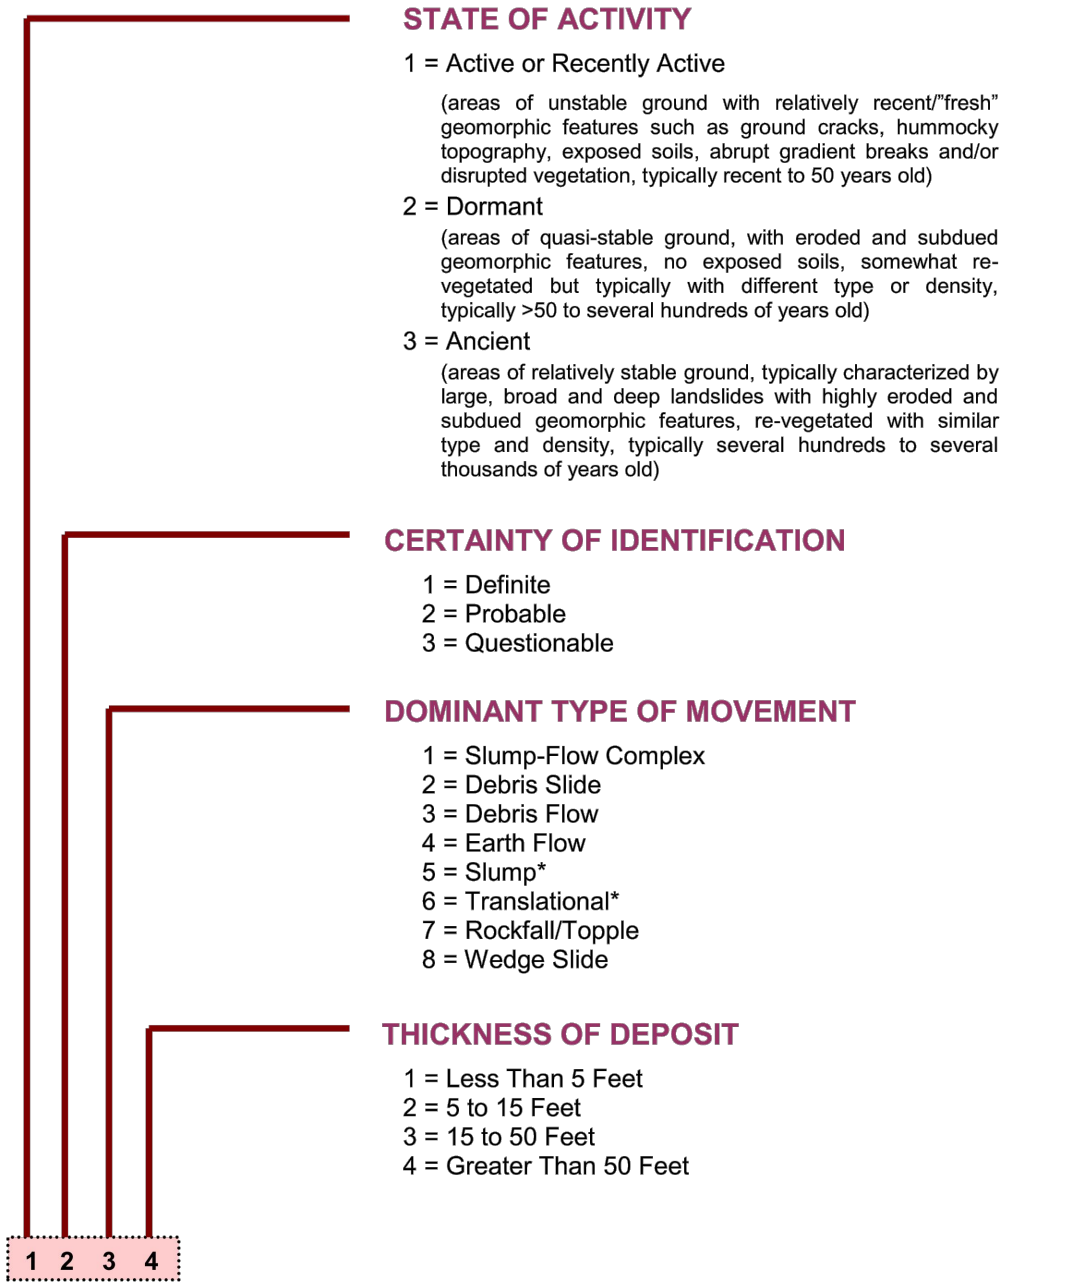 STATE OF ACTIVITY
1 = Active or Recently Active
(areas of unstable ground with relatively recent/”fresh”
geomorphic features such as ground cracks, hummocky
topography, exposed soils, abrupt gradient breaks and/or
disrupted vegetation, typically recent to 50 years old)
2 = Dormant
(areas of quasi-stable ground, with eroded and subdued
geomorphic features, no exposed soils, somewhat re-
vegetated but typically with different type or density,
typically >50 to several hundreds of years old)
3 = Ancient
(areas of relatively stable ground, typically characterized by
large, broad and deep landslides with highly eroded and
subdued geomorphic features, re-vegetated with similar
type and density, typically several hundreds to several
thousands of years old)
CERTAINTY OF IDENTIFICATION
1 = Definite
2 = Probable
3 = Questionable
DOMINANT TYPE OF MOVEMENT
1 = Slump-Flow Complex
2 = Debris Slide
3 = Debris Flow
4 = Earth Flow
5 = Slump*
6 = Translational*
7 = Rockfall/Topple
8 = Wedge Slide
THICKNESS OF DEPOSIT
1 = Less Than 5 Feet
2 = 5 to 15 Feet
3 = 15 to 50 Feet
4 = Greater Than 50 Feet
1 2 3 4